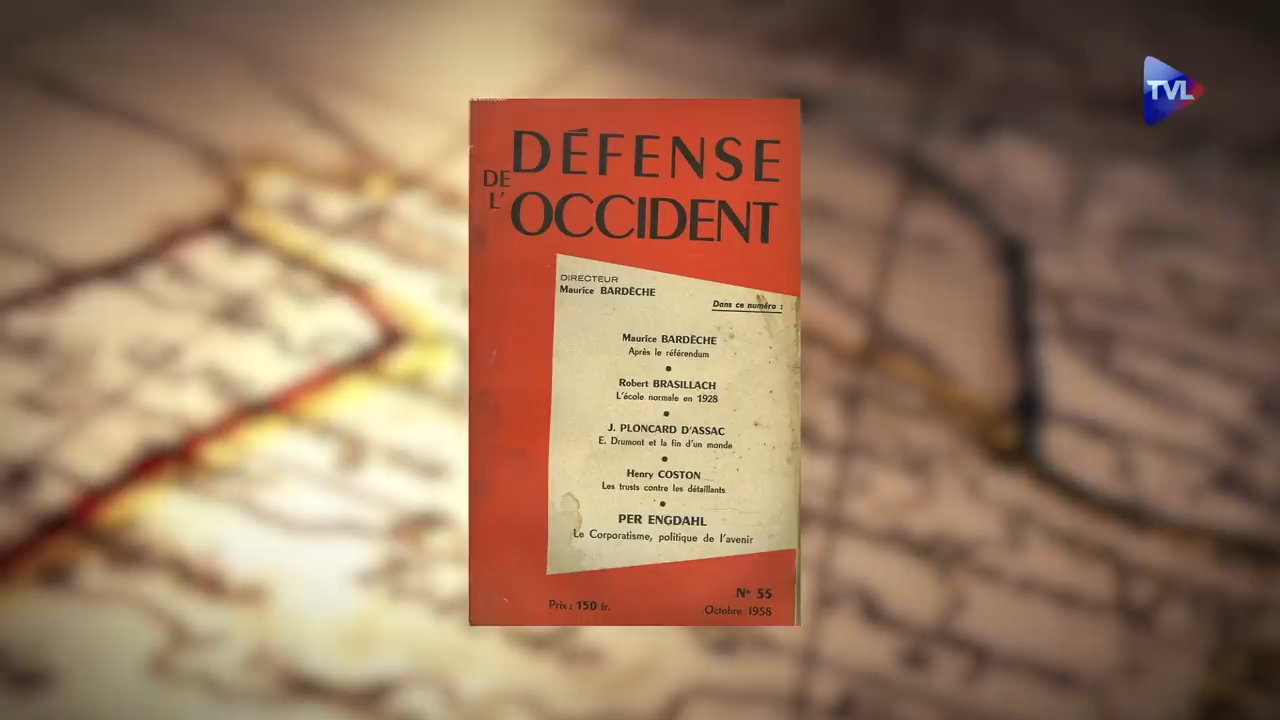 TVL
DÉFENSE
DE
L'OCCIDENT
DIRECTEUR
Maurice BARDÈCHE
Dans ce numéro :
Maurice BARDÈCHE
Après le référendum
Robert BRASILLACH
L'école normale en 1928
J. PLONCARD D'ASSAC
E. Drumont et la fin d'un monde
Henry COSTON
Les trusts contre les détaillants
PER ENGDAHL
Le Corporatisme, politique de l'avenir
Nº 55
Prix : 150 fr.
Octobre 1958